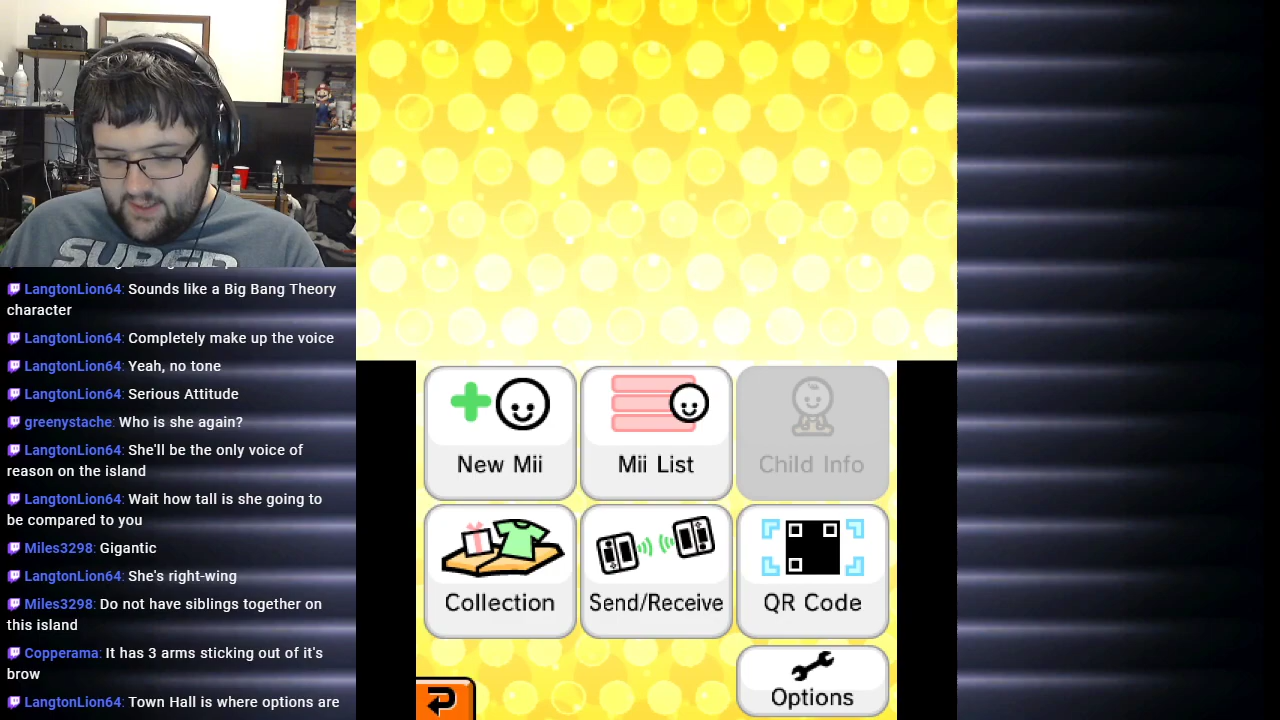 SUPER
LangtonLion64: Sounds like a Big Bang Theory
character
LangtonLion64: Completely make up the voice
LangtonLion64: Yeah, no tone
LangtonLion64: Serious Attitude
greenystache: Who is she again?
LangtonLion64: She'll be the only voice of
reason on the island
LangtonLion64: Wait how tall is she going to
be compared to you
Miles3298: Gigantic
LangtonLion64: She's right-wing
Miles3298: Do not have siblings together on
this island
Copperama: It has 3 arms sticking out of it's
brow
LangtonLion64: Town Hall is where options are
New Mii
Mii List
Child Info
Collection
Send/Receive
QR Code
Options